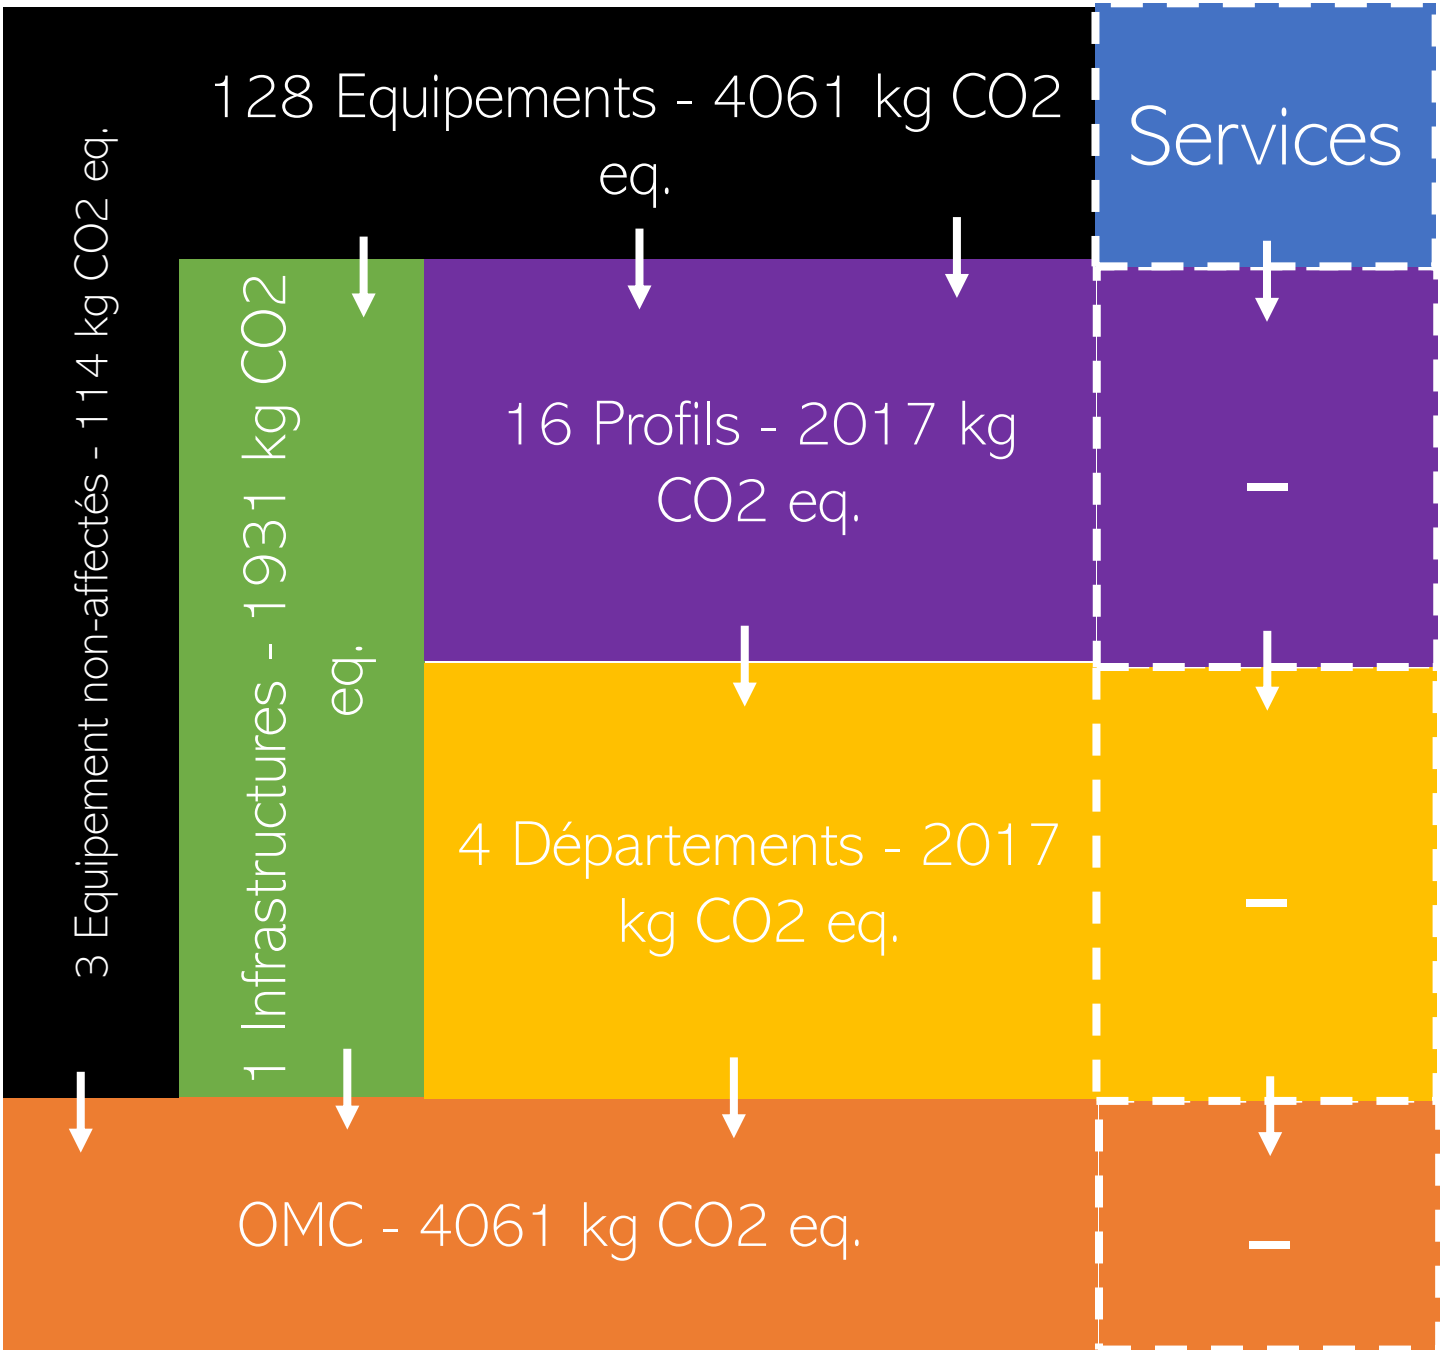 128 Equipements - 4061 kg CO2
eq.
Services
3 Equipement non-affectés - 114 kg CO2 eq.
1 Infrastructures - 1931 kg CO2
eq.
16 Profils - 2017 kg
CO2 eq.
–
4 Départements - 2017
kg CO2 eq.
–
OMC - 4061 kg CO2 eq.
–